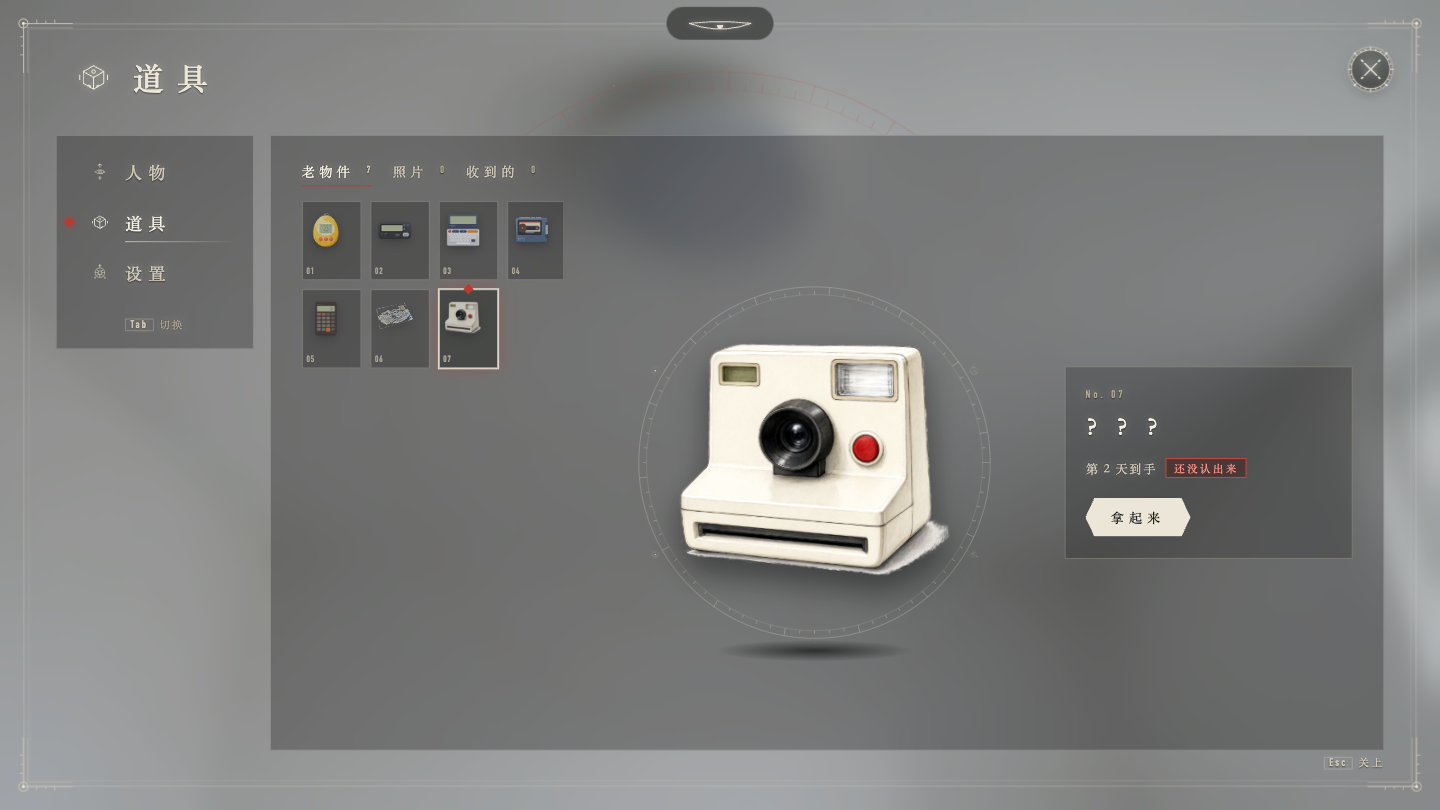 道具
人物
道具
设置
Tab 切换
老物件 7 照片 0 收到的 0
01 02 03 04
05 06 07
No. 07
? ? ?
第 2 天到手 还没认出来
拿起来
Esc 关上